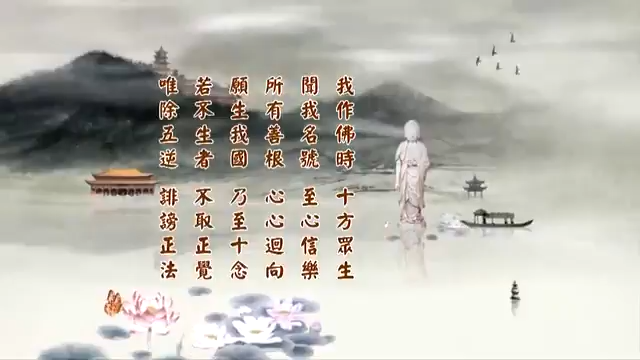 我作佛時 十方眾生
聞我名號 至心信樂
所有善根 心心迴向
願生我國 乃至十念
若不生者 不取正覺
唯除五逆 誹謗正法